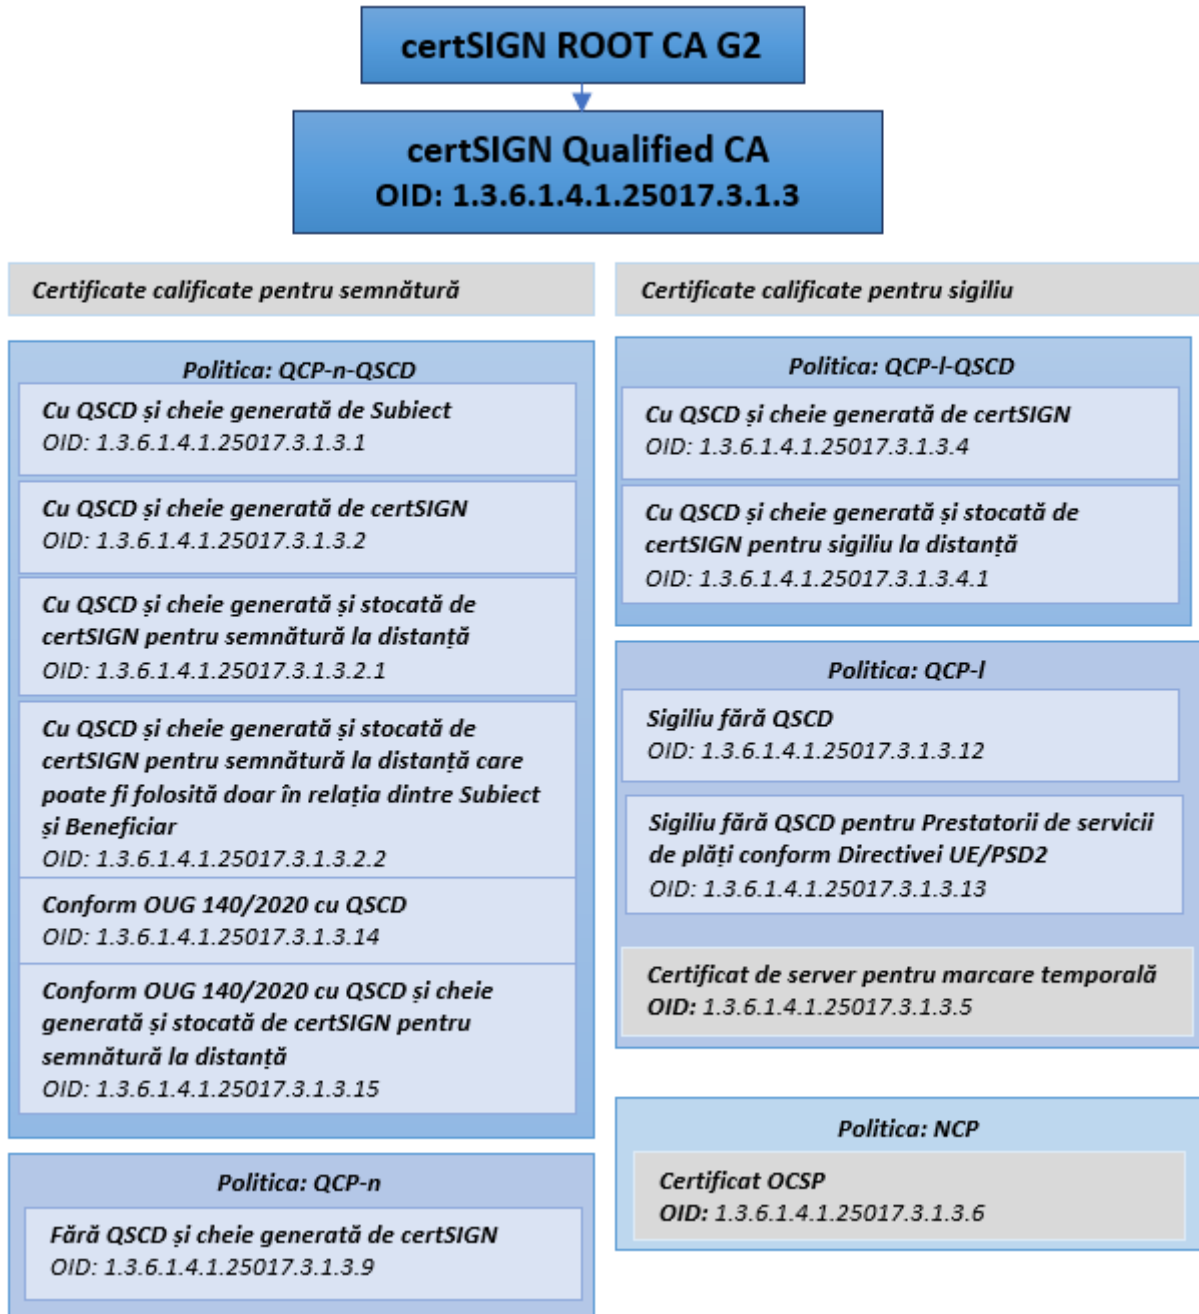 certSIGN ROOT CA G2
certSIGN Qualified CA
OID: 1.3.6.1.4.1.25017.3.1.3
Certificate calificate pentru semnătură
Politica: QCP-n-QSCD
Cu QSCD și cheie generată de Subiect
OID: 1.3.6.1.4.1.25017.3.1.3.1
Cu QSCD și cheie generată de certSIGN
OID: 1.3.6.1.4.1.25017.3.1.3.2
Cu QSCD și cheie generată și stocată de
certSIGN pentru semnătură la distanță
OID: 1.3.6.1.4.1.25017.3.1.3.2.1
Cu QSCD și cheie generată și stocată de
certSIGN pentru semnătură la distanță care
poate fi folosită doar în relația dintre Subiect
și Beneficiar
OID: 1.3.6.1.4.1.25017.3.1.3.2.2
Conform OUG 140/2020 cu QSCD
OID: 1.3.6.1.4.1.25017.3.1.3.14
Conform OUG 140/2020 cu QSCD și cheie
generată și stocată de certSIGN pentru
semnătură la distanță
OID: 1.3.6.1.4.1.25017.3.1.3.15
Politica: QCP-n
Fără QSCD și cheie generată de certSIGN
OID: 1.3.6.1.4.1.25017.3.1.3.9
Certificate calificate pentru sigiliu
Politica: QCP-l-QSCD
Cu QSCD și cheie generată de certSIGN
OID: 1.3.6.1.4.1.25017.3.1.3.4
Cu QSCD și cheie generată și stocată de
certSIGN pentru sigiliu la distanță
OID: 1.3.6.1.4.1.25017.3.1.3.4.1
Politica: QCP-l
Sigiliu fără QSCD
OID: 1.3.6.1.4.1.25017.3.1.3.12
Sigiliu fără QSCD pentru Prestatorii de servicii
de plăți conform Directivei UE/PSD2
OID: 1.3.6.1.4.1.25017.3.1.3.13
Certificat de server pentru marcare temporală
OID: 1.3.6.1.4.1.25017.3.1.3.5
Politica: NCP
Certificat OCSP
OID: 1.3.6.1.4.1.25017.3.1.3.6